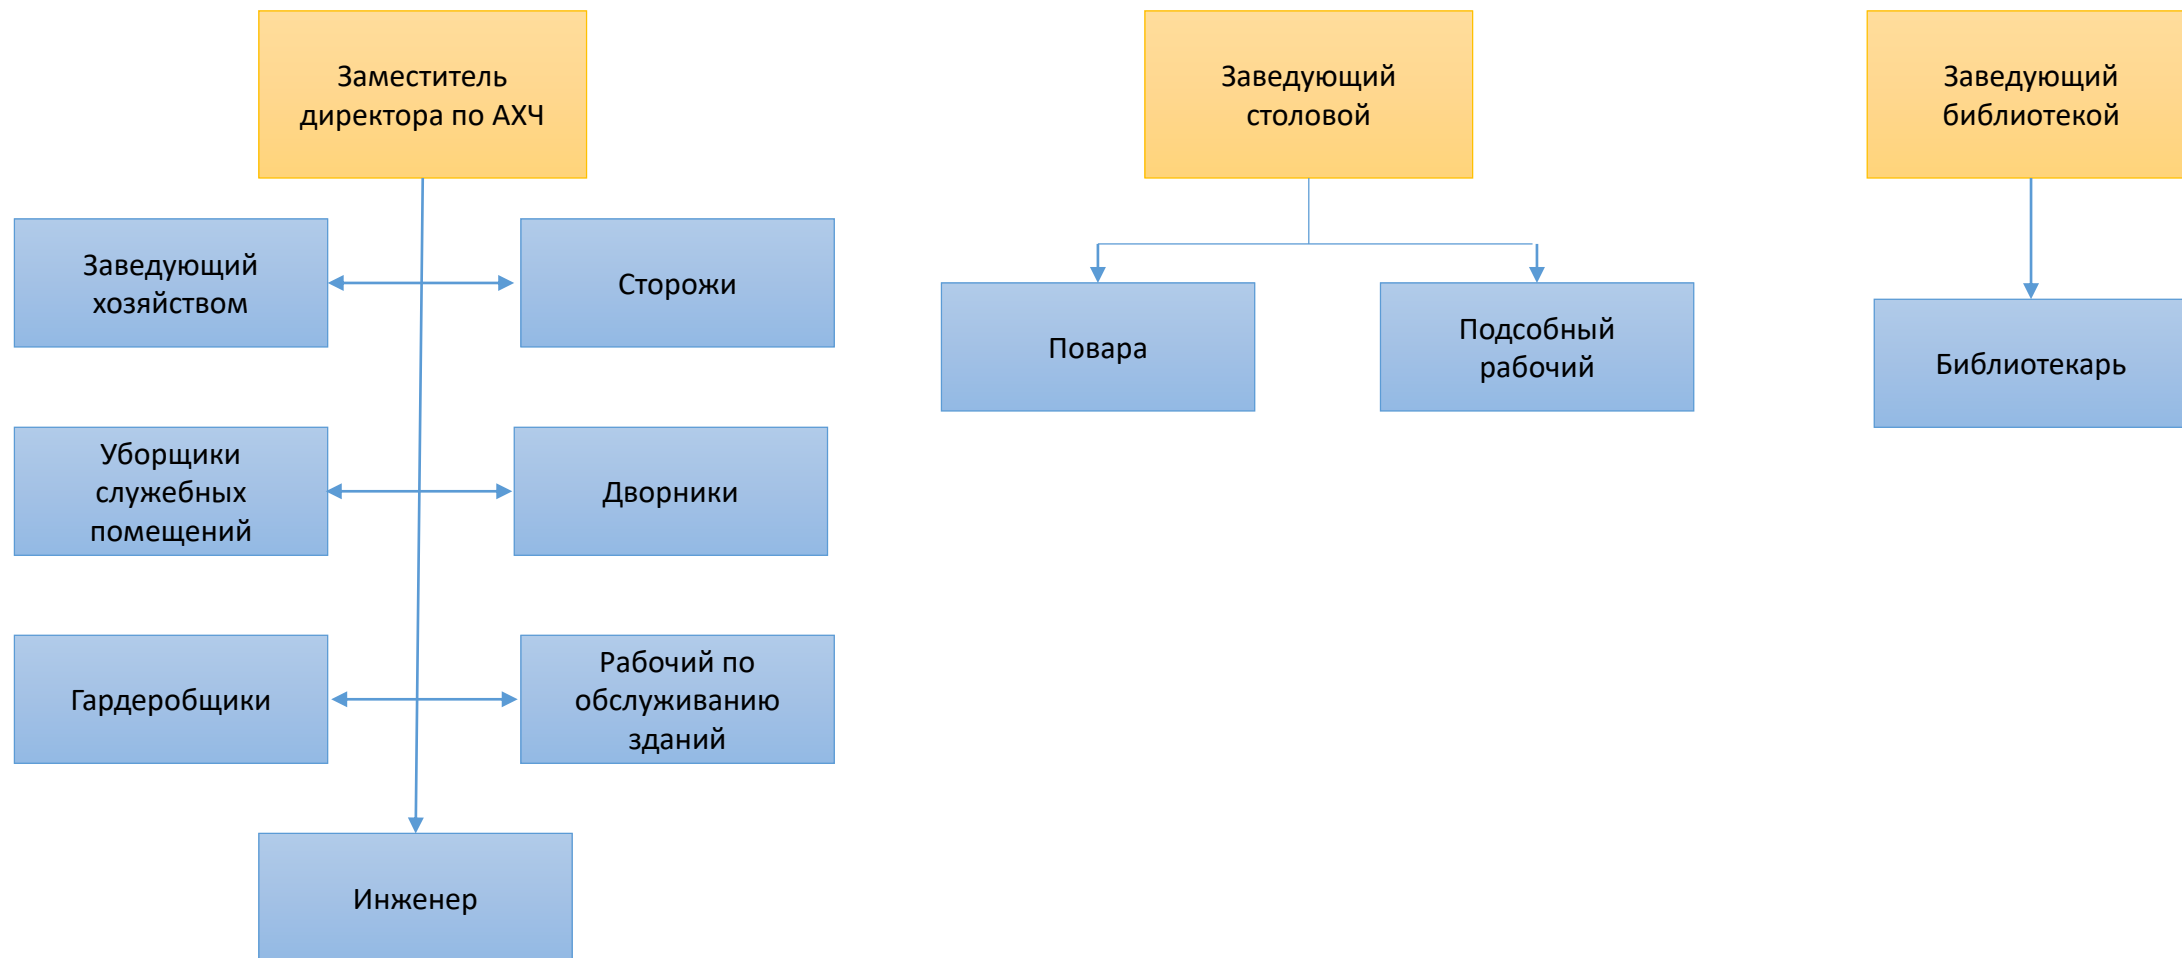 Заместитель
директора по АХЧ
Заведующий
столовой
Заведующий
библиотекой
Заведующий
хозяйством
Сторожи
Повара
Подсобный
рабочий
Библиотекарь
Уборщики
служебных
помещений
Дворники
Гардеробщики
Рабочий по
обслуживанию
зданий
Инженер